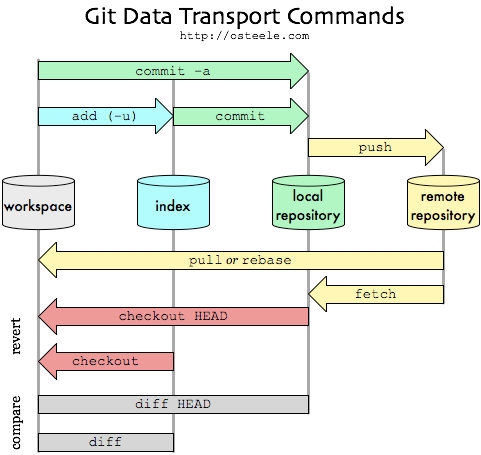 Git Data Transport Commands
http://osteele.com
commit -a
add (-u)
commit
push
workspace
index
local
repository
remote
repository
pull or rebase
fetch
revert
checkout HEAD
checkout
compare
diff HEAD
diff